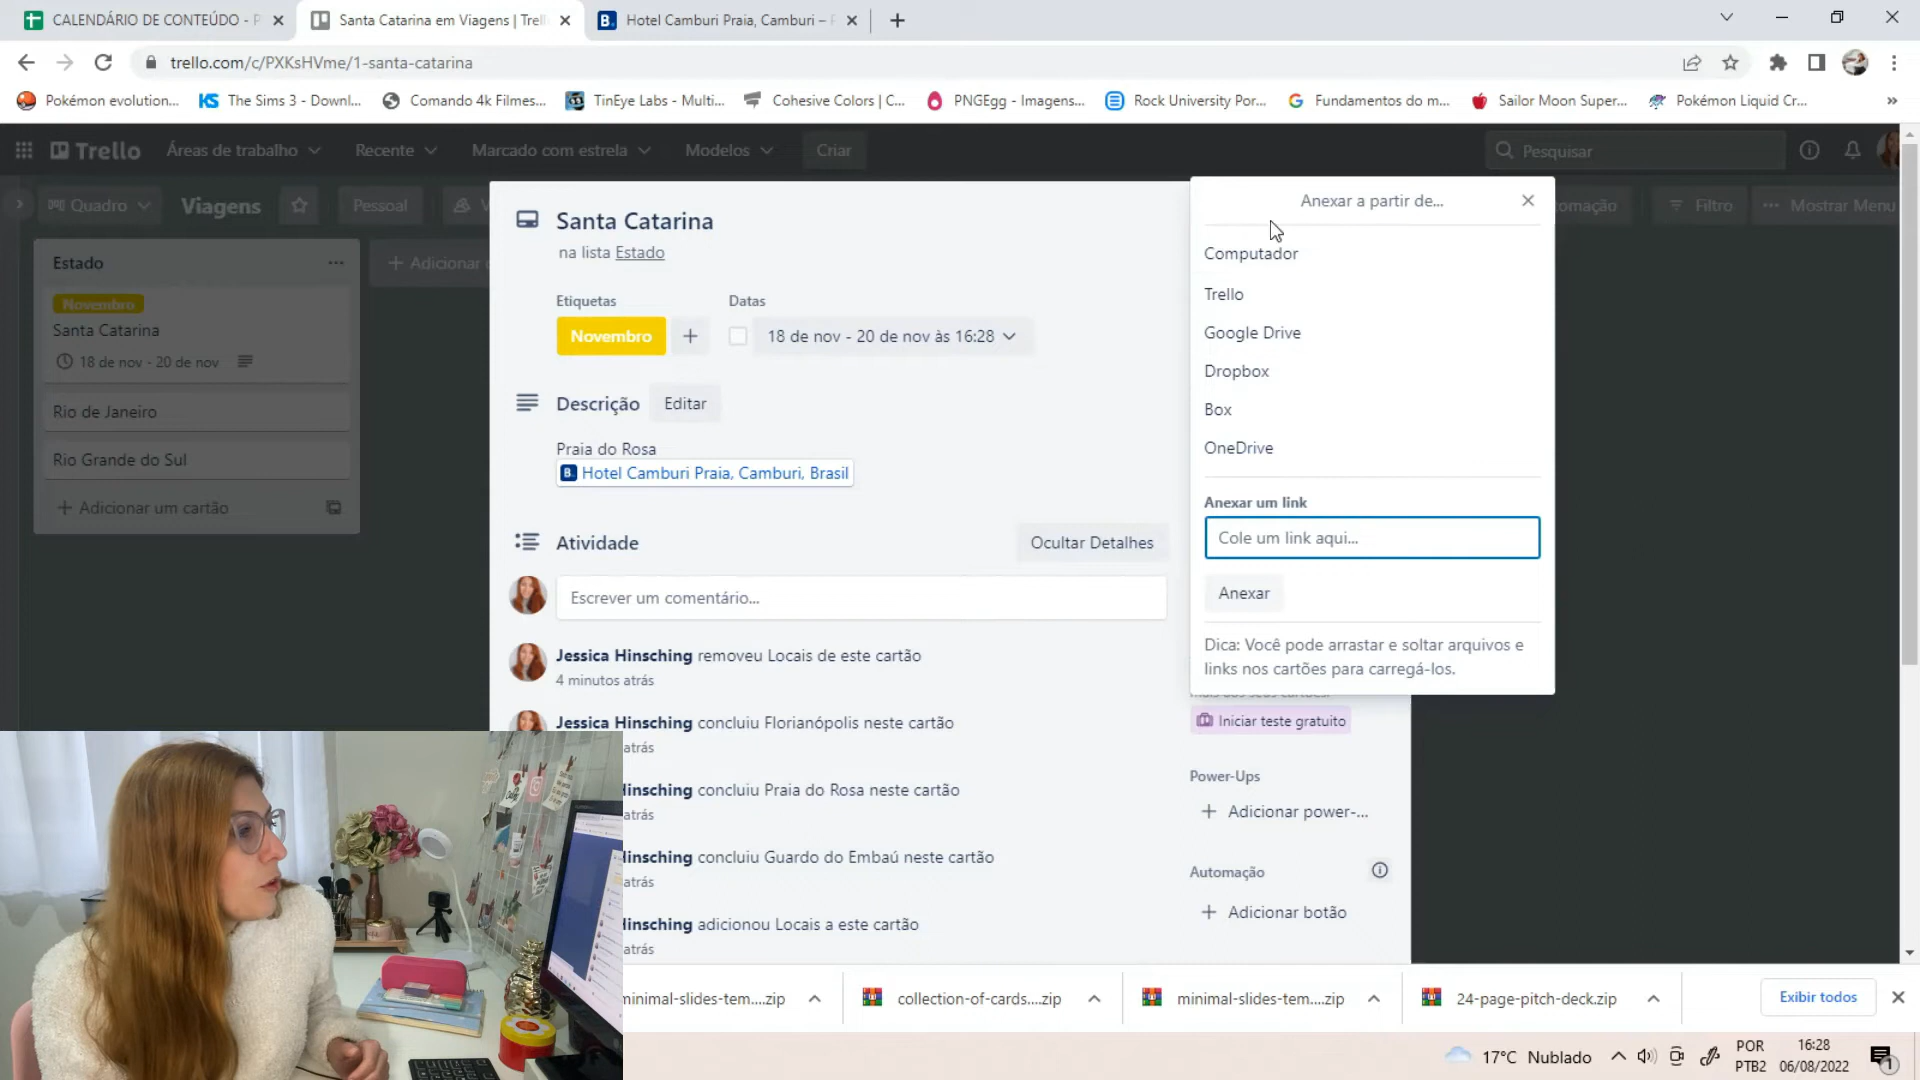 CALENDÁRIO DE CONTEÚDO - P
Santa Catarina em Viagens | Trel
Hotel Camburi Praia, Camburi –
trello.com/c/PXKsHVme/1-santa-catarina
Pokémon evolution...
The Sims 3 - Downl...
Comando 4k Filmes...
TinEye Labs - Multi...
Cohesive Colors | C...
PNGEgg - Imagens...
Rock University Por...
Fundamentos do m...
Sailor Moon Super...
Pokémon Liquid Cr...
Trello
Áreas de trabalho
Recente
Marcado com estrela
Modelos
Criar
Pesquisar
Quadro
Viagens
Pessoal
V
omação
Filtro
Mostrar Menu
Estado
Novembro
Santa Catarina
18 de nov - 20 de nov
Rio de Janeiro
Rio Grande do Sul
Adicionar um cartão
Adicionar
Santa Catarina
na lista Estado
Etiquetas
Datas
Novembro
18 de nov - 20 de nov às 16:28
Descrição
Editar
Praia do Rosa
B. Hotel Camburi Praia, Camburi, Brasil
Atividade
Ocultar Detalhes
Escrever um comentário...
Jessica Hinsching removeu Locais de este cartão
4 minutos atrás
Jessica Hinsching concluiu Florianópolis neste cartão
atrás
Hinsching concluiu Praia do Rosa neste cartão
atrás
Hinsching concluiu Guardo do Embaú neste cartão
atrás
Hinsching adicionou Locais a este cartão
atrás
Anexar a partir de...
Computador
Trello
Google Drive
Dropbox
Box
OneDrive
Anexar um link
Cole um link aqui...
Anexar
Dica: Você pode arrastar e soltar arquivos e
links nos cartões para carregá-los.
Iniciar teste gratuito
Power-Ups
Adicionar power-...
Automação
Adicionar botão
minimal-slides-tem....zip
collection-of-cards....zip
minimal-slides-tem....zip
24-page-pitch-deck.zip
Exibir todos
17°C Nublado
POR
PTB2
16:28
06/08/2022
1